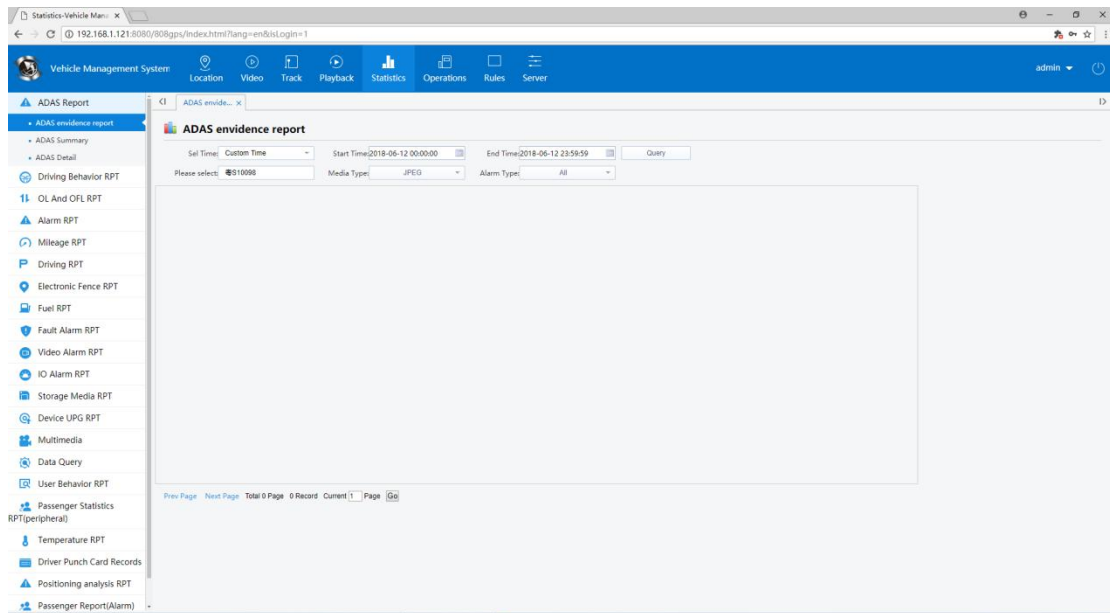 Statistics-Vehicle Mana
192.168.1.121:8080/808gps/index.html?lang=en&isLogin=1
Vehicle Management System
Location Video Track Playback Statistics Operations Rules Server
admin
ADAS Report
ADAS envidence report
ADAS Summary
ADAS Detail
Driving Behavior RPT
OL And OFL RPT
Alarm RPT
Mileage RPT
Driving RPT
Electronic Fence RPT
Fuel RPT
Fault Alarm RPT
Video Alarm RPT
IO Alarm RPT
Storage Media RPT
Device UPG RPT
Multimedia
Data Query
User Behavior RPT
Passenger Statistics
RPT(peripheral)
Temperature RPT
Driver Punch Card Records
Positioning analysis RPT
Passenger Report(Alarm)
ADAS envide...
ADAS envidence report
Sel Time: Custom Time Start Time: 2018-06-12 00:00:00 End Time: 2018-06-12 23:59:59 Query
Please select: 粤S10098 Media Type: JPEG Alarm Type: All
Prev Page Next Page Total 0 Page 0 Record Current 1 Page Go